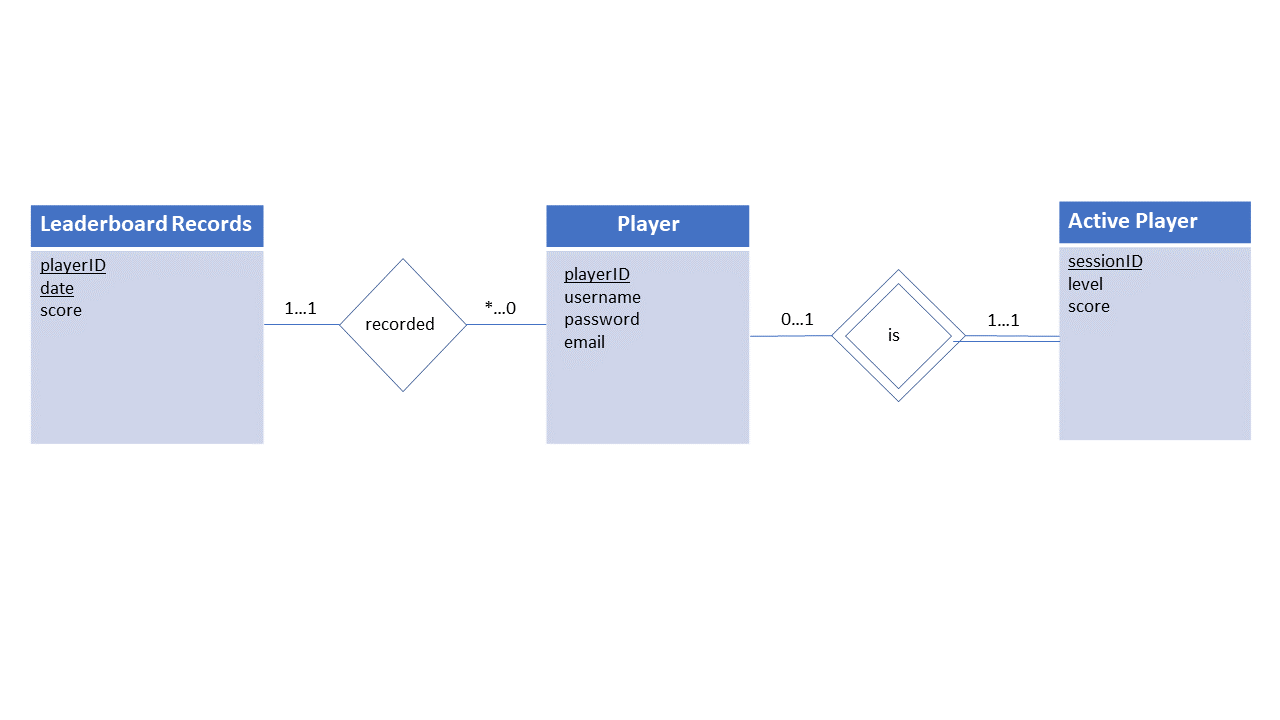 Leaderboard Records
playerID
date
score
1...1
recorded
*...0
Player
playerID
username
password
email
0...1
is
1...1
Active Player
sessionID
level
score